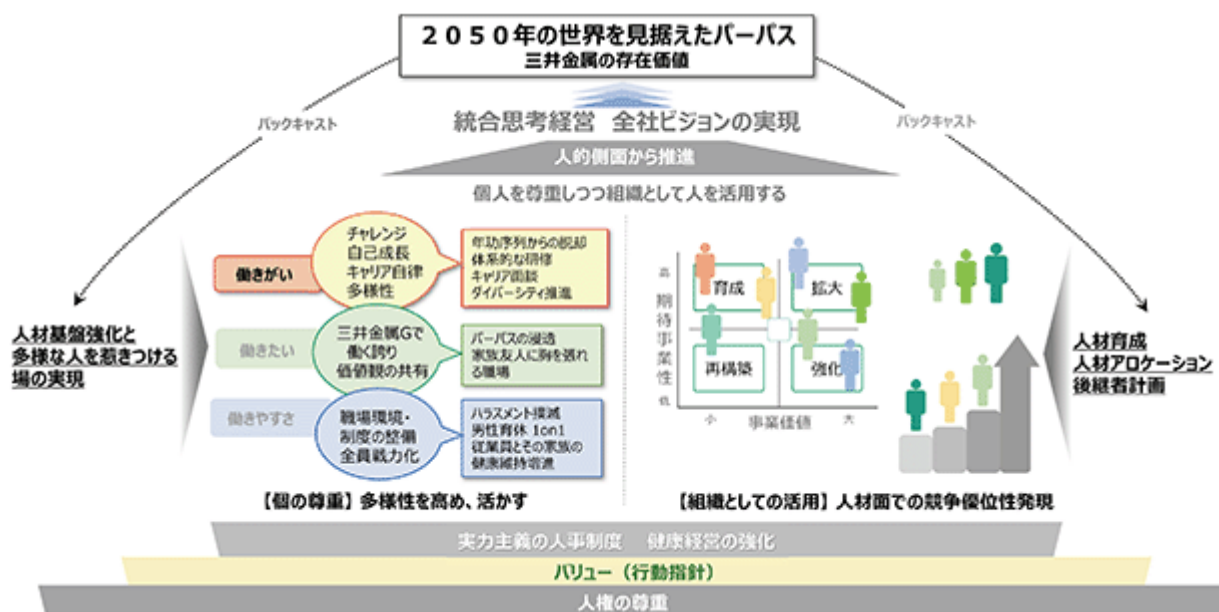 2050年の世界を見据えたパーパス
三井金属の存在価値
バックキャスト
バックキャスト
統合思考経営 全社ビジョンの実現
人的側面から推進
個人を尊重しつつ組織として人を活用する
働きがい
チャレンジ
自己成長
キャリア自律
多様性
年功序列からの脱却
体系的な研修
キャリア面談
ダイバーシティ推進
働きたい
三井金属Gで
働く誇り
価値観の共有
パーパスの浸透
家族友人に胸を張れ
る職場
働きやすさ
職場環境・
制度の整備
全員戦力化
ハラスメント撲滅
男性育休 1on1
従業員とその家族の
健康維持増進
人材基盤強化と
多様な人を惹きつける
場の実現
高
期待事業性
低
育成
拡大
再構築
強化
小
事業価値
大
人材育成
人材アロケーション
後継者計画
【個の尊重】多様性を高め、活かす
【組織としての活用】人材面での競争優位性発現
実力主義の人事制度 健康経営の強化
バリュー（行動指針）
人権の尊重